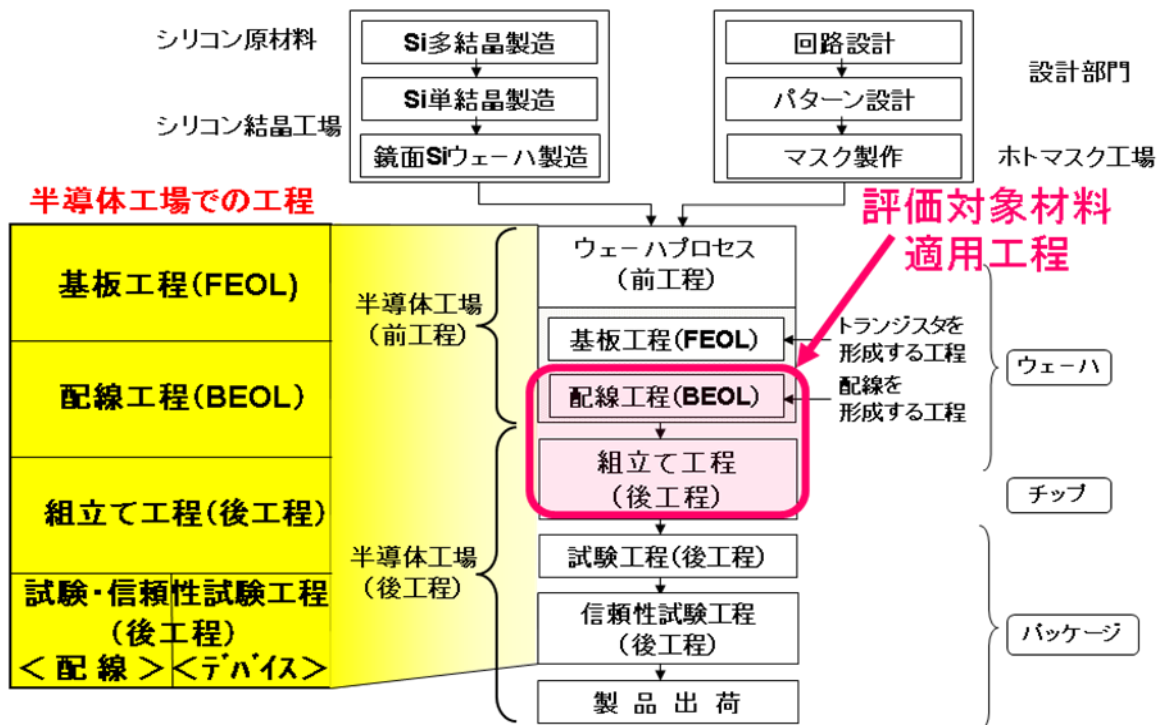 シリコン原材料
シリコン結晶工場
Si多結晶製造
Si単結晶製造
鏡面Siウェーハ製造
回路設計
パターン設計
マスク製作
設計部門
ホトマスク工場
半導体工場での工程
評価対象材料
適用工程
基板工程(FEOL)
配線工程(BEOL)
組立て工程(後工程)
試験・信頼性試験工程
(後工程)
<配 線>
<デバイス>
半導体工場
(前工程)
半導体工場
(後工程)
ウェーハプロセス
(前工程)
基板工程(FEOL)
配線工程(BEOL)
組立て工程
(後工程)
試験工程(後工程)
信頼性試験工程
(後工程)
製 品 出 荷
トランジスタを
形成する工程
配線を
形成する工程
ウェーハ
チップ
パッケージ